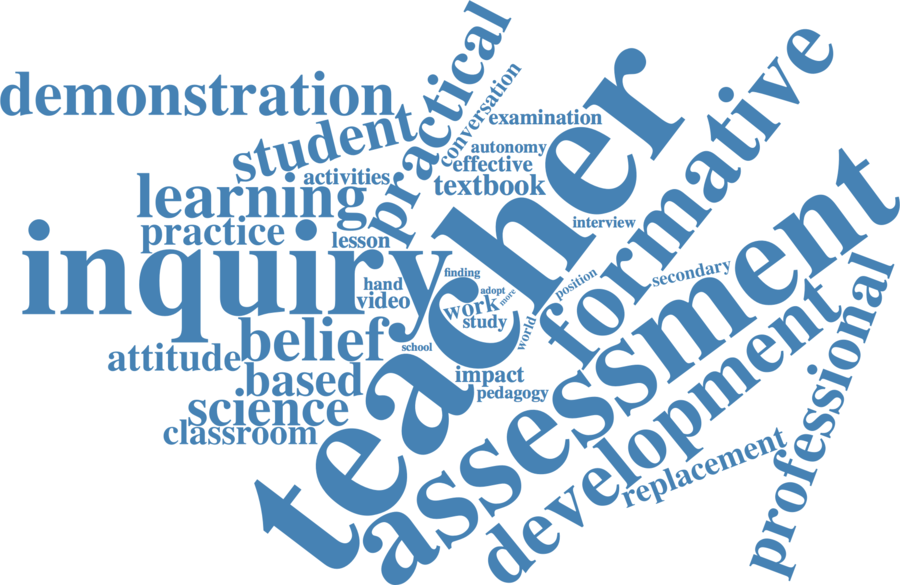 demonstration
student
practical
conversation
examination
autonomy
effective
textbook
activities
learning
practice
lesson
inquiry
teacher
formative
assessment
interview
secondary
position
finding
adopt
more
hand
video
work
study
world
school
belief
attitude
based
science
classroom
impact
pedagogy
development
replacement
professional